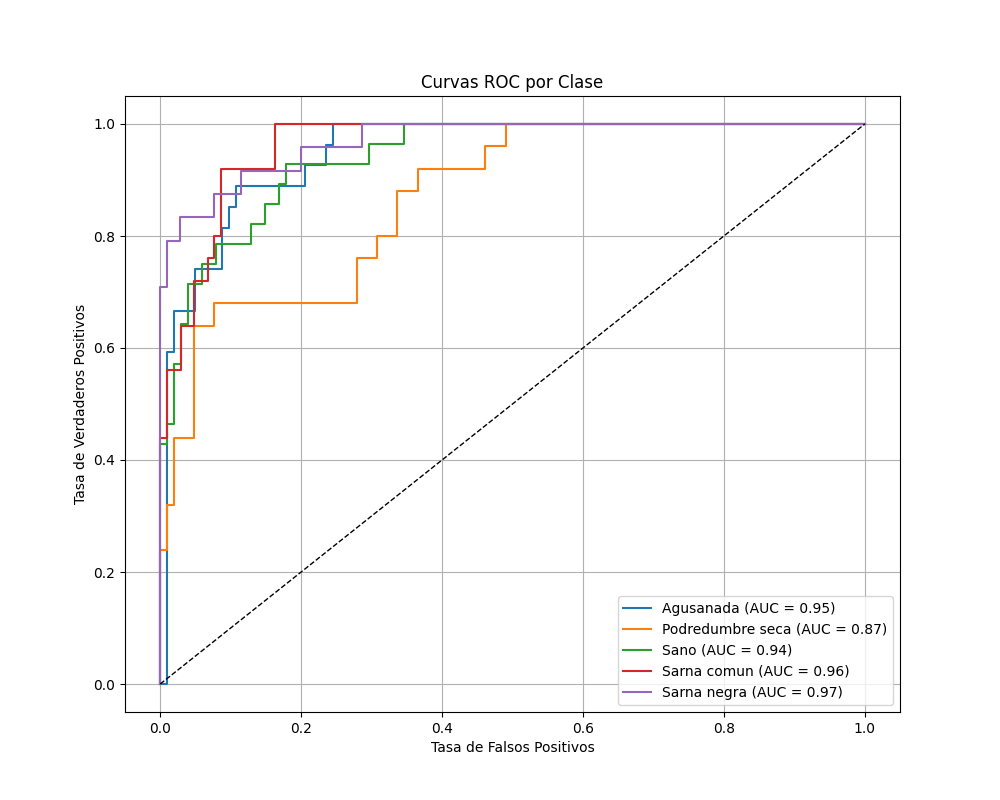 Curvas ROC por Clase
Tasa de Verdaderos Positivos
1.0
0.8
0.6
0.4
0.2
0.0
0.0 0.2 0.4 0.6 0.8 1.0
Tasa de Falsos Positivos
Agusanada (AUC = 0.95)
Podredumbre seca (AUC = 0.87)
Sano (AUC = 0.94)
Sarna comun (AUC = 0.96)
Sarna negra (AUC = 0.97)